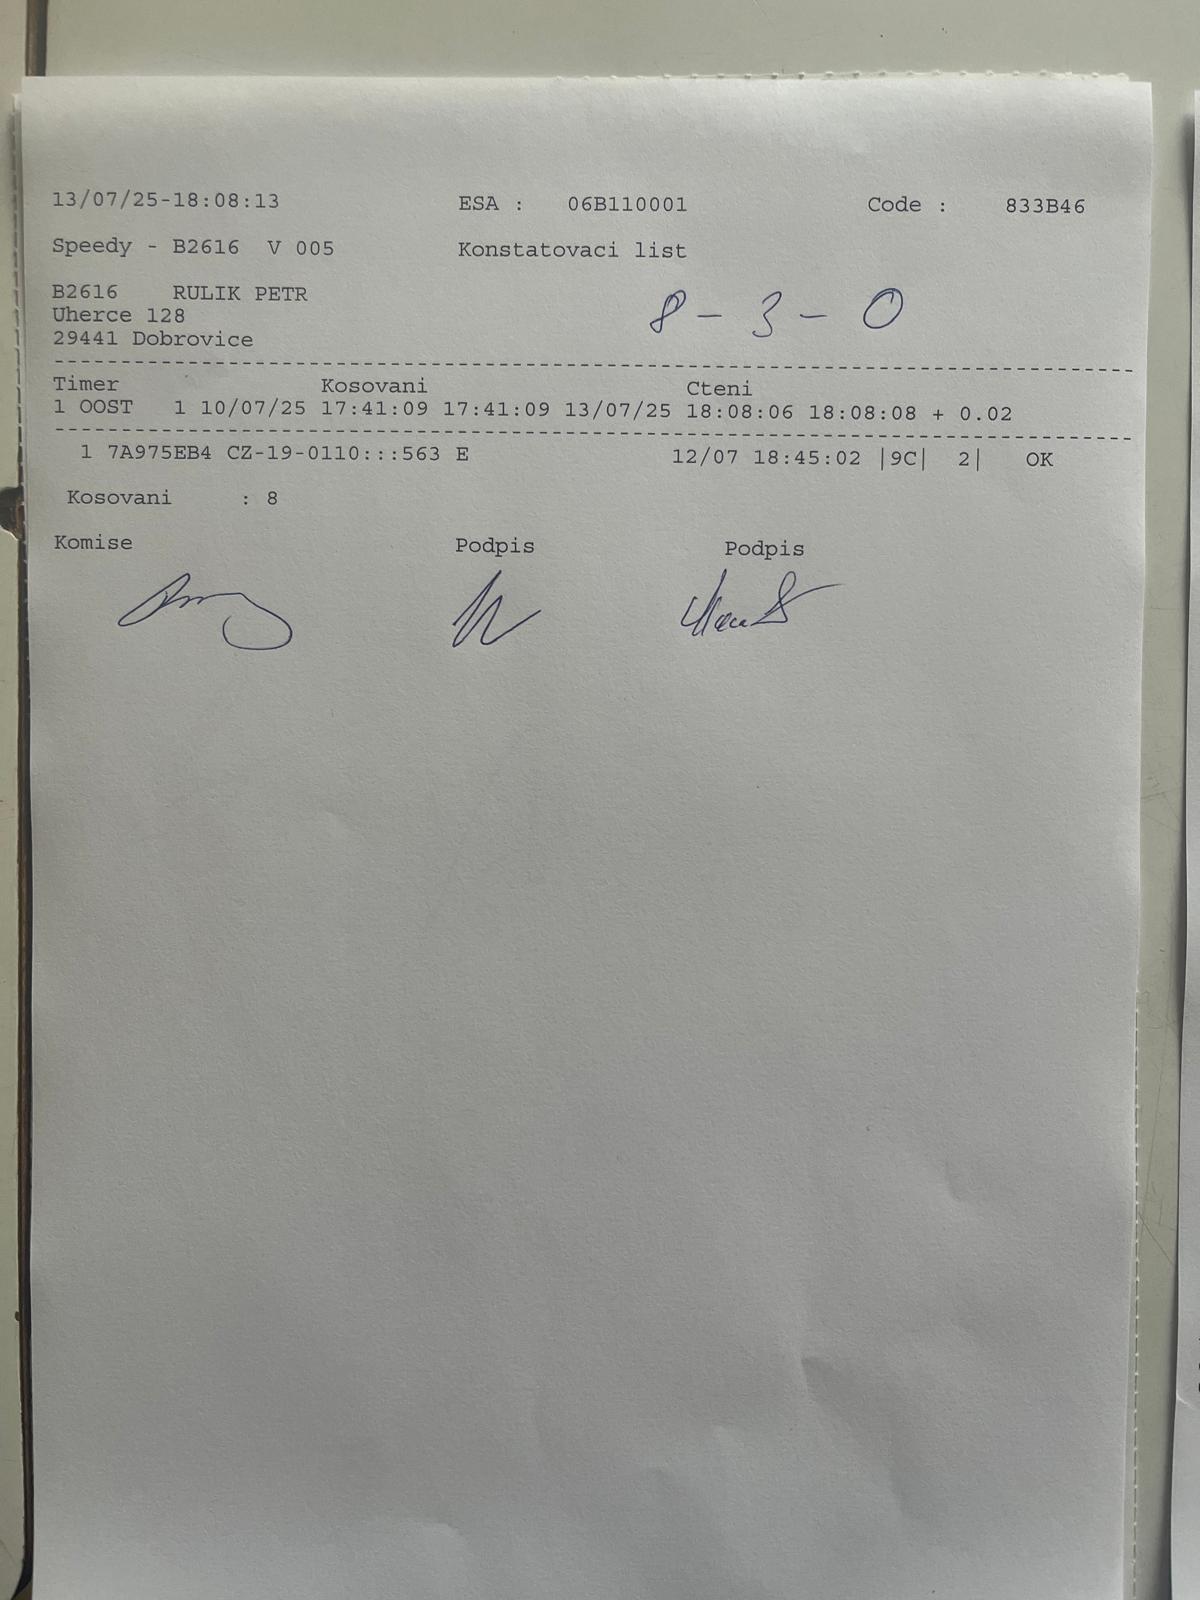 13/07/25-18:08:13 ESA : 06B110001 Code : 833B46
Speedy - B2616 V 005 Konstatovaci list
B2616 RULIK PETR
8 - 3 - 0
Uherce 128
29441 Dobrovice
Timer Kosovani Cteni
1 OOST 1 10/07/25 17:41:09 17:41:09 13/07/25 18:08:06 18:08:08 + 0.02
1 7A975EB4 CZ-19-0110:::563 E 12/07 18:45:02 |9C| 2| OK
Kosovani : 8
Komise Podpis Podpis